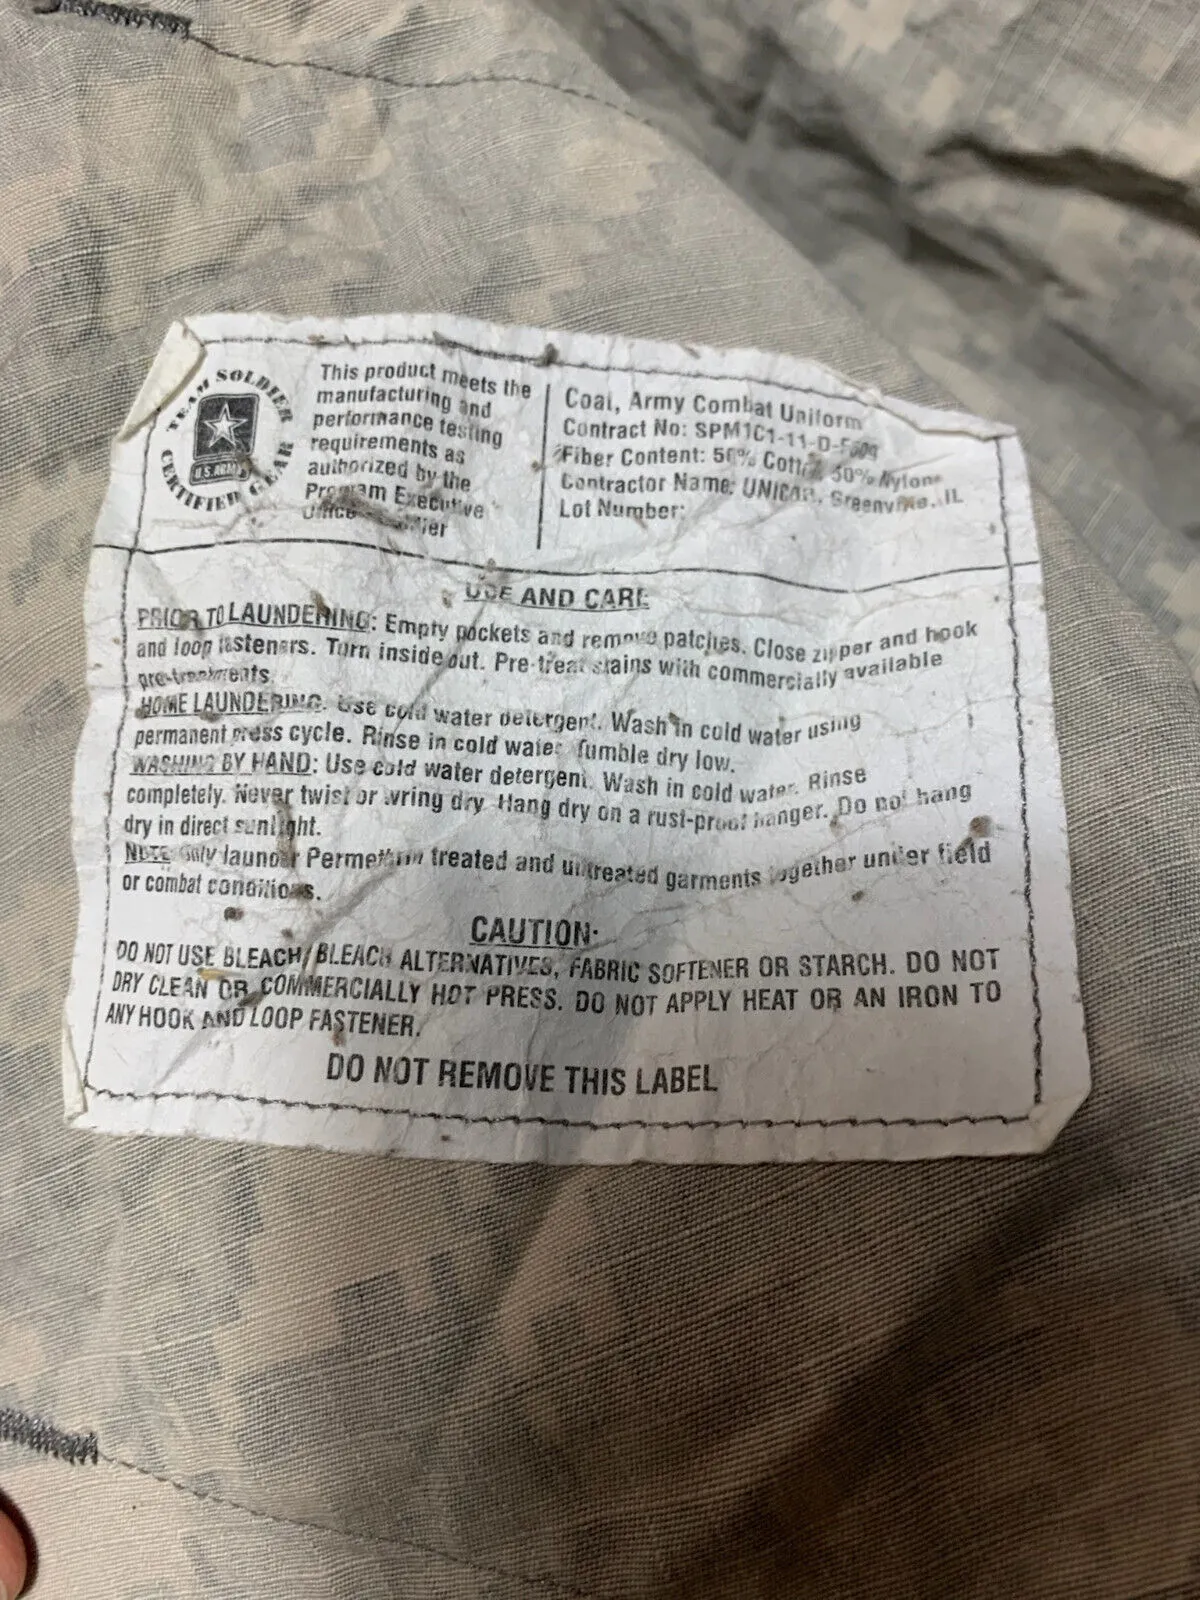 TEAM SOLDIER
U.S. ARMY
CERTIFIED GEAR
This product meets the
manufacturing and
performance testing
requirements as
authorized by the
Program Executive
Coat, Army Combat Uniform
Contract No: SPM1C1-11-D-
Fiber Content: 50% Cotton, 50% Nylon
Contractor Name: UNICOR, Greenville, IL
Lot Number:
USE AND CARE
PRIOR TO LAUNDERING: Empty pockets and remove patches. Close zipper and hook
and loop fasteners. Turn inside out. Pre-treat stains with commercially available
pre-treatments.
HOME LAUNDERING: Use cold water detergent. Wash in cold water using
permanent press cycle. Rinse in cold water. Tumble dry low.
WASHING BY HAND: Use cold water detergent. Wash in cold water. Rinse
completely. Never twist or wring dry. Hang dry on a rust-proof hanger. Do not hang
dry in direct sunlight.
NOTE: Only launder Permethrin treated and untreated garments together under field
or combat conditions.
CAUTION:
DO NOT USE BLEACH/BLEACH ALTERNATIVES, FABRIC SOFTENER OR STARCH. DO NOT
DRY CLEAN OR COMMERCIALLY HOT PRESS. DO NOT APPLY HEAT OR AN IRON TO
ANY HOOK AND LOOP FASTENER.
DO NOT REMOVE THIS LABEL